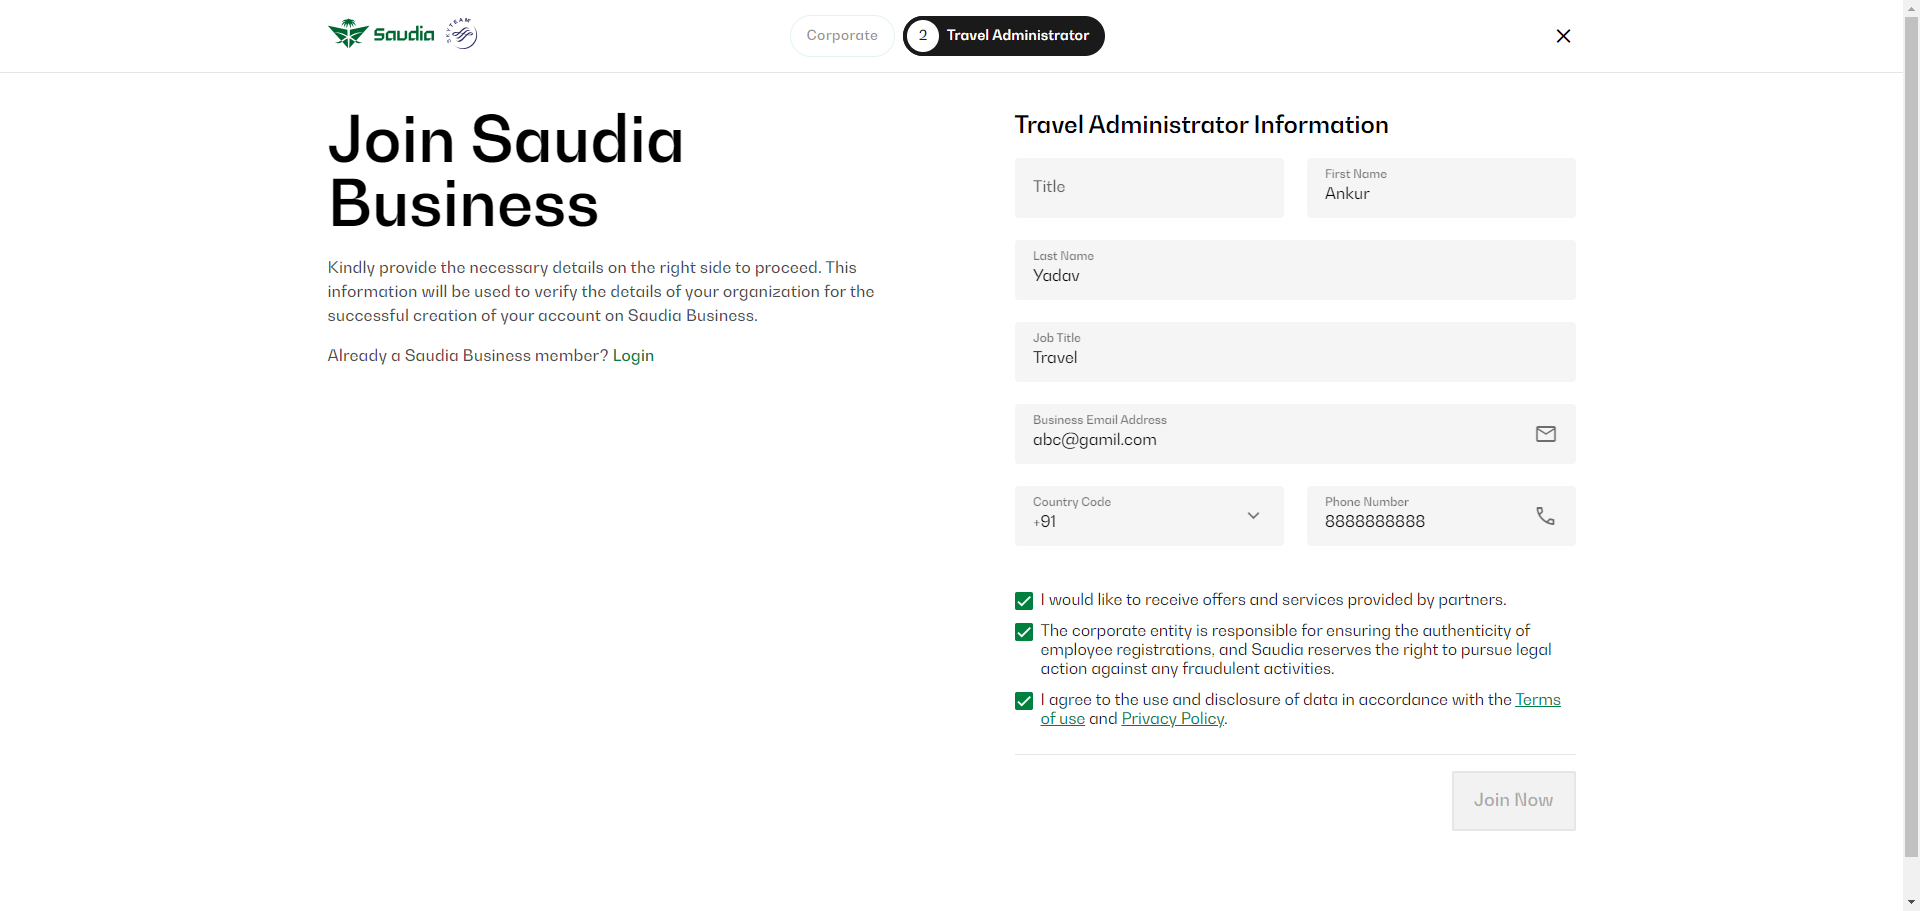 Saudia
SKYTEAM
Corporate
2 Travel Administrator
Join Saudia
Business
Kindly provide the necessary details on the right side to proceed. This
information will be used to verify the details of your organization for the
successful creation of your account on Saudia Business.
Already a Saudia Business member? Login
Travel Administrator Information
Title
First Name
Ankur
Last Name
Yadav
Job Title
Travel
Business Email Address
abc@gamil.com
Country Code
+91
Phone Number
8888888888
I would like to receive offers and services provided by partners.
The corporate entity is responsible for ensuring the authenticity of
employee registrations, and Saudia reserves the right to pursue legal
action against any fraudulent activities.
I agree to the use and disclosure of data in accordance with the Terms
of use and Privacy Policy.
Join Now